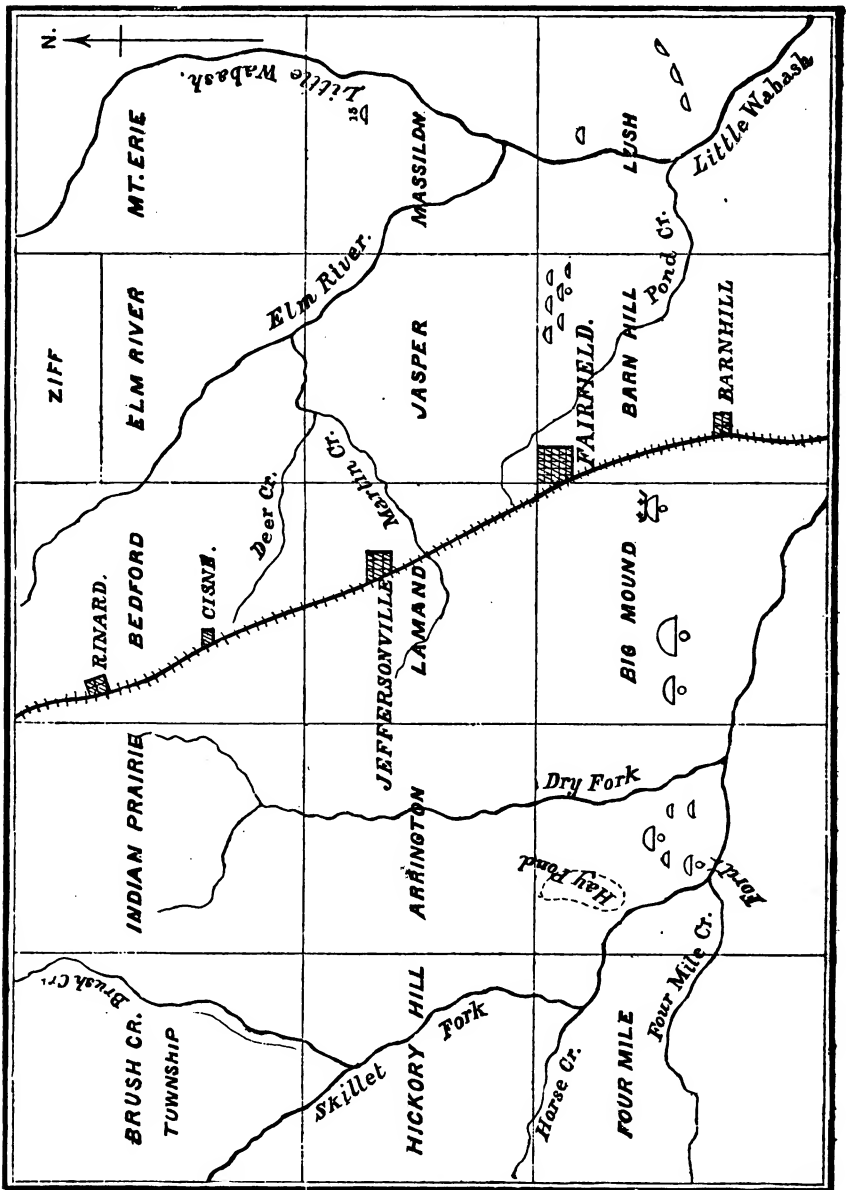 N.
BRUSH CR.
TOWNSHIP
Brush Cr.
INDIAN PRAIRIE
RINARD.
BEDFORD
CISNE.
ZIFF
ELM RIVER
MT. ERIE
Little Wabash.
Skillet
Fork
HICKORY HILL
ARRINGTON
JEFFERSONVILLE
LAMAND
Deer Cr.
Martin Cr.
JASPER
Elm River.
MASSILON
15
Horse Cr.
FOUR MILE
Four Mile Cr.
Hay Pond
Dry Fork
Ford
BIG MOUND
FAIRFIELD.
BARN HILL
BARNHILL
Pond Cr.
LUSH
Little Wabash